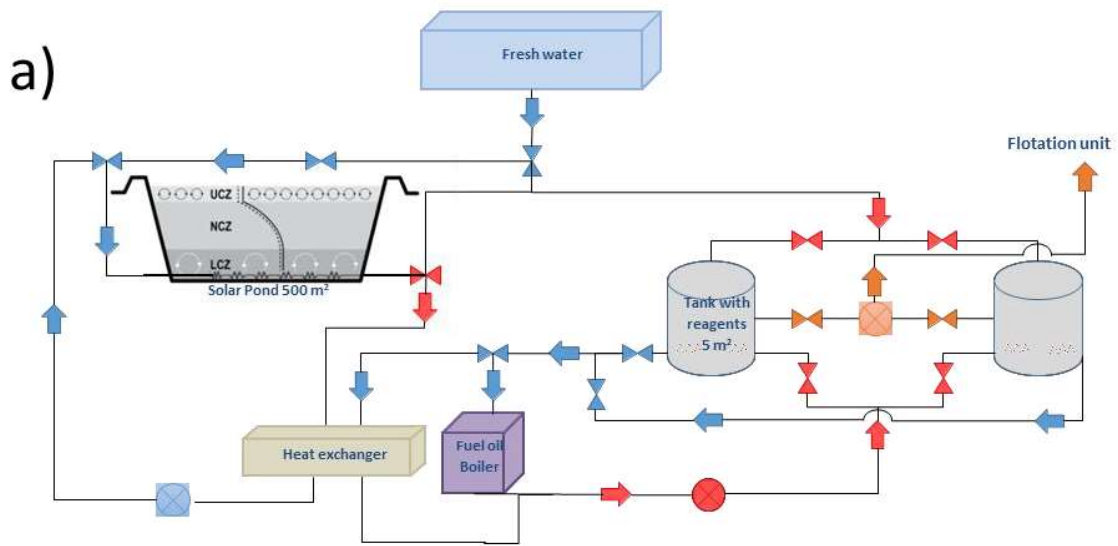 a)
Fresh water
Flotation unit
UCZ
NCZ
LCZ
Solar Pond 500 m²
Tank with
reagents
5 m²
Heat exchanger
Fuel oil
Boiler